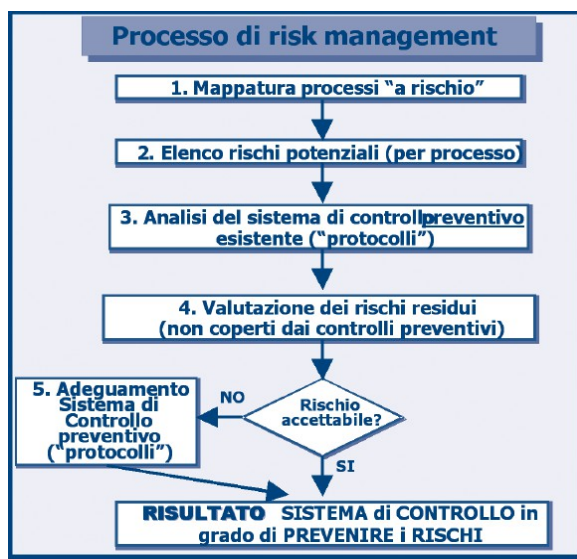 Processo di risk management
1. Mappatura processi “a rischio”
2. Elenco rischi potenziali (per processo)
3. Analisi del sistema di controllo preventivo
esistente (“protocolli”)
4. Valutazione dei rischi residui
(non coperti dai controlli preventivi)
Rischio
accettabile?
NO
5. Adeguamento
Sistema di
Controllo
preventivo
(“protocolli”)
SI
RISULTATO SISTEMA di CONTROLLO in
grado di PREVENIRE i RISCHI